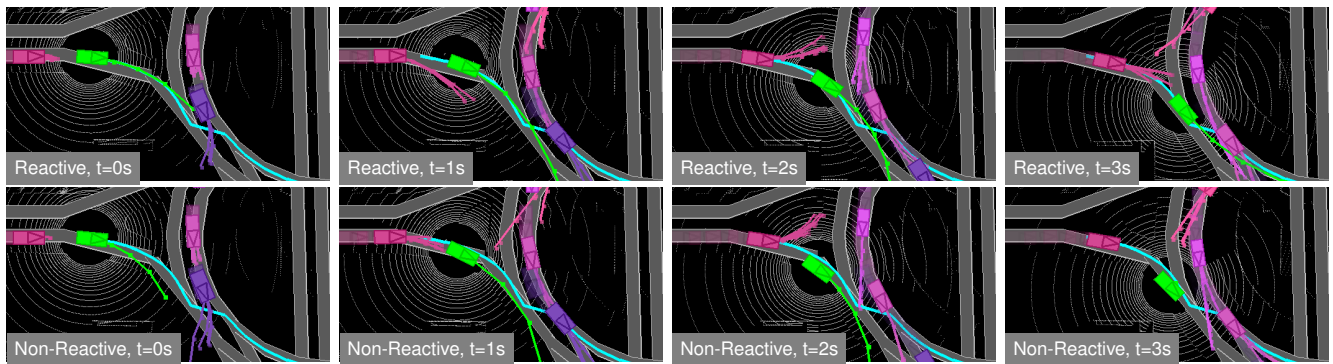 Reactive, t=0s
Reactive, t=1s
Reactive, t=2s
Reactive, t=3s
Non-Reactive, t=0s
Non-Reactive, t=1s
Non-Reactive, t=2s
Non-Reactive, t=3s